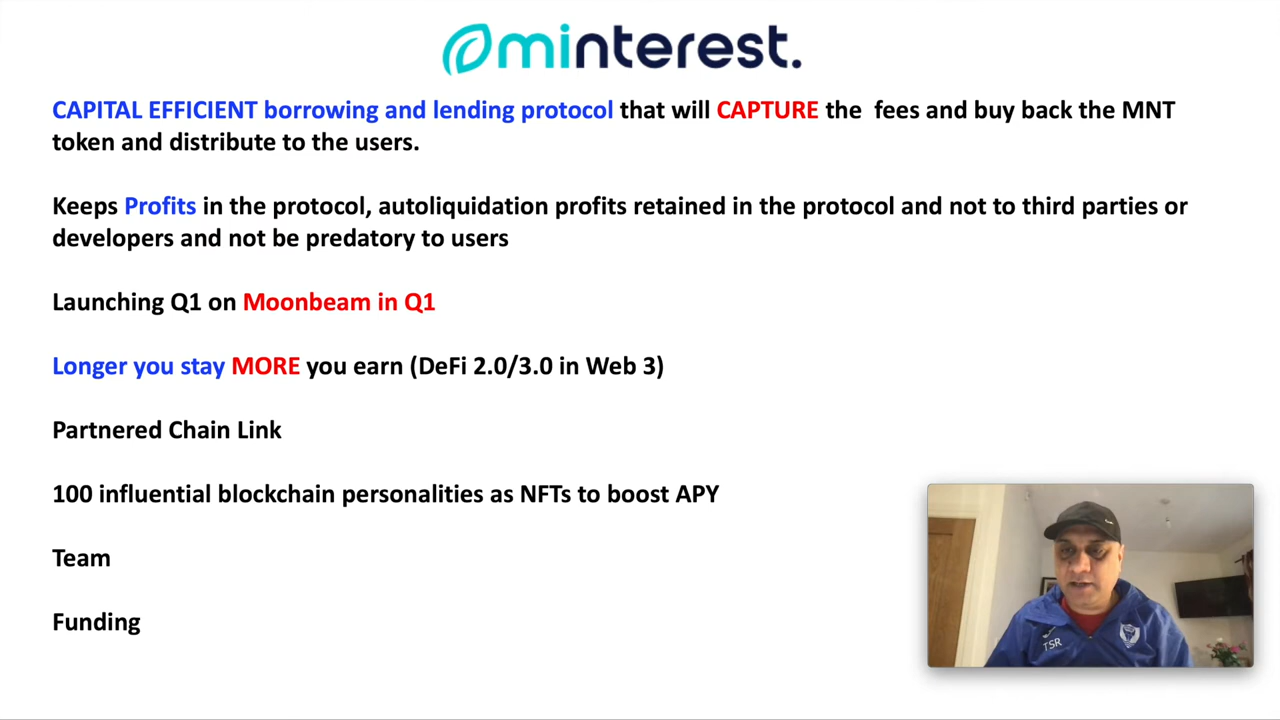 minterest.
CAPITAL EFFICIENT borrowing and lending protocol that will CAPTURE the fees and buy back the MNT
token and distribute to the users.
Keeps Profits in the protocol, autoliquidation profits retained in the protocol and not to third parties or
developers and not be predatory to users
Launching Q1 on Moonbeam in Q1
Longer you stay MORE you earn (DeFi 2.0/3.0 in Web 3)
Partnered Chain Link
100 influential blockchain personalities as NFTs to boost APY
Team
Funding
TSR